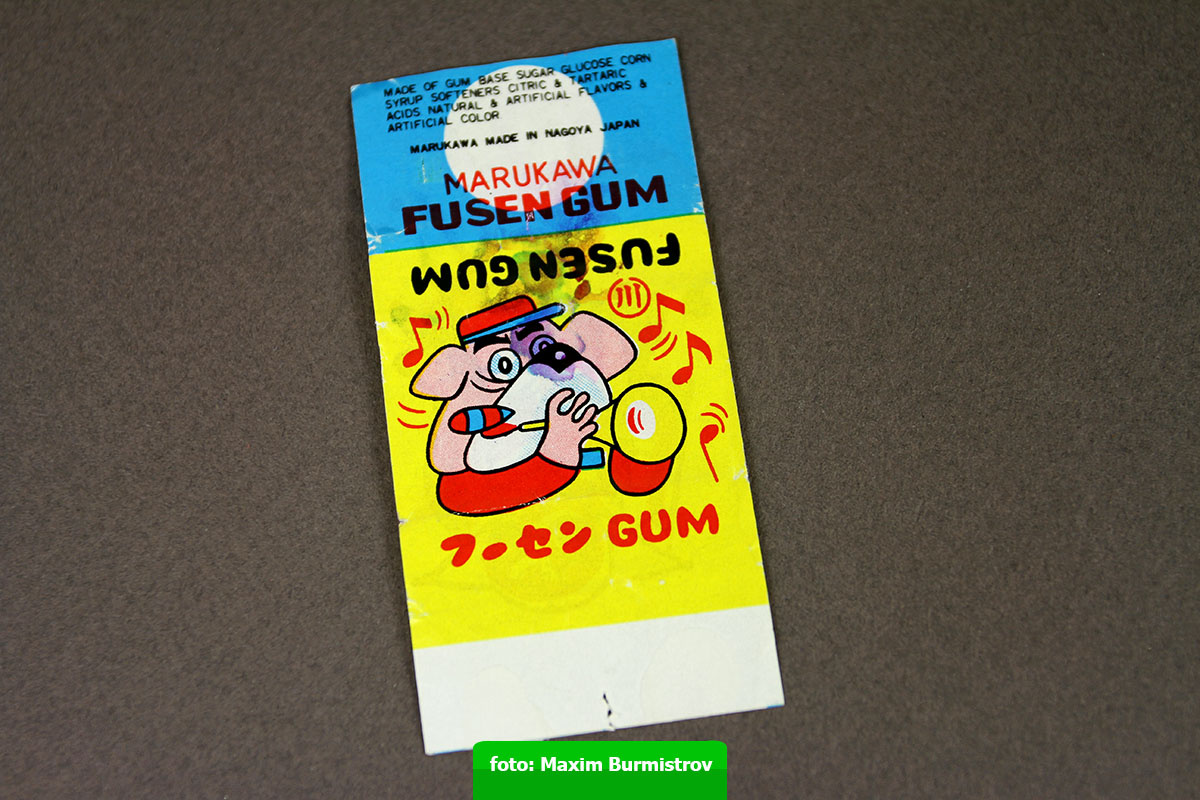 MADE OF GUM BASE SUGAR GLUCOSE CORN
SYRUP SOFTENERS CITRIC & TARTARIC
ACIDS NATURAL & ARTIFICIAL FLAVORS &
ARTIFICIAL COLOR
MARUKAWA MADE IN NAGOYA JAPAN
MARUKAWA
FUSEN GUM
FUSEN GUM
フーセン GUM
foto: Maxim Burmistrov